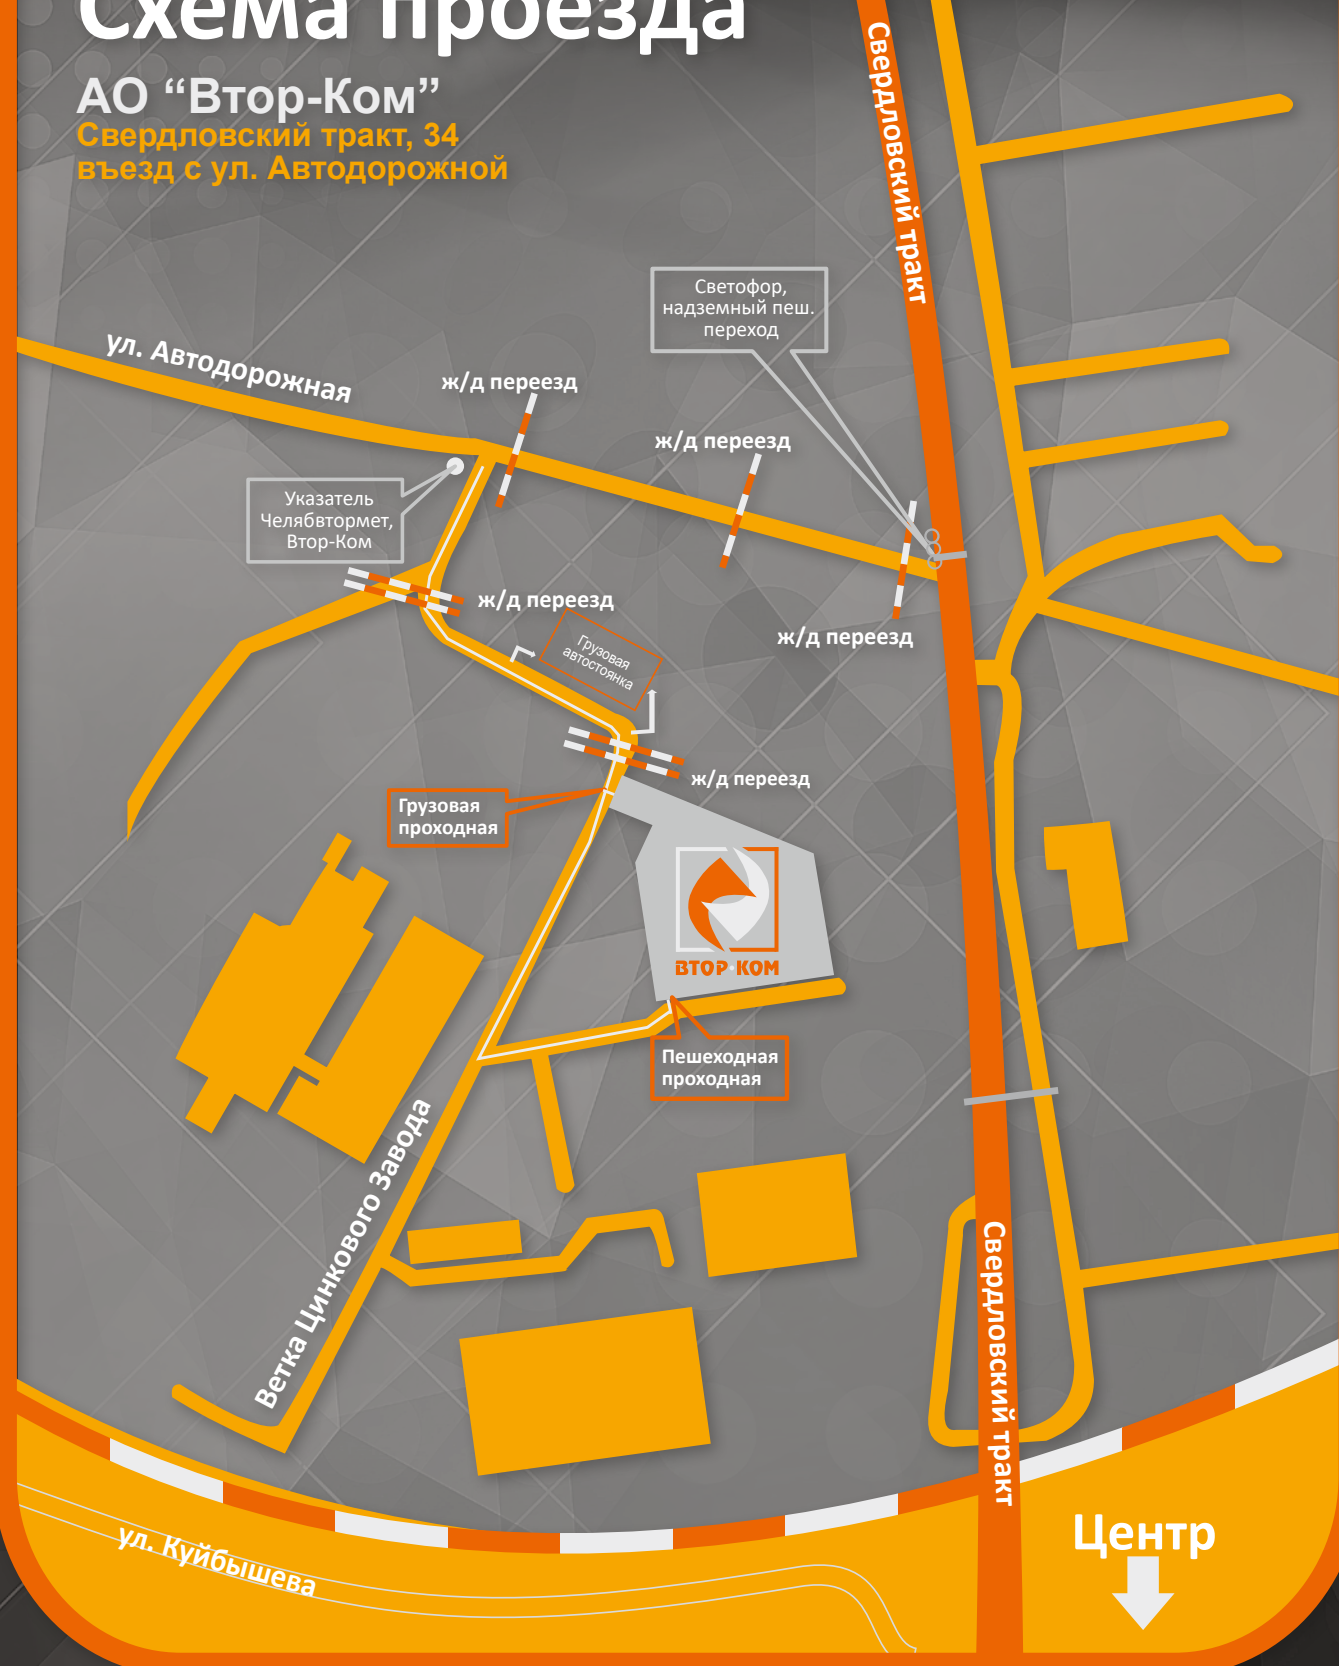 Схема проезда
АО “Втор-Ком”
Свердловский тракт, 34
въезд с ул. Автодорожной
Свердловский тракт
Светофор,
надземный пеш.
переход
ул. Автодорожная
ж/д переезд
ж/д переезд
Указатель
Челябвтормет,
Втор-Ком
ж/д переезд
ж/д переезд
Грузовая
автостоянка
ж/д переезд
Грузовая
проходная
ВТОР·КОМ
Пешеходная
проходная
Ветка Цинкового Завода
Свердловский тракт
Центр
ул. Куйбышева